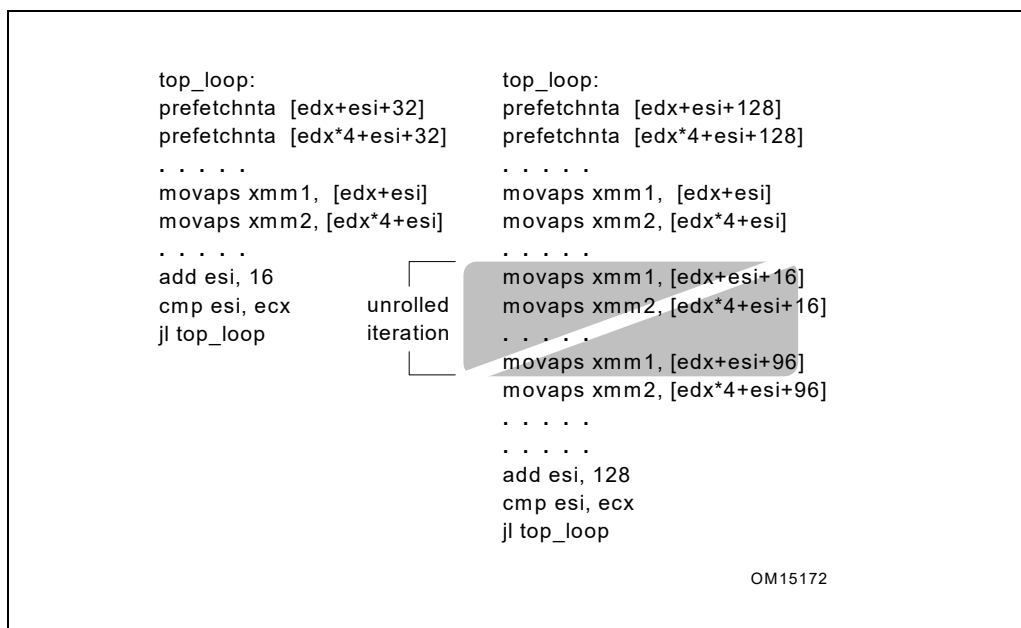 top_loop:
prefetchnta [edx+esi+32]
prefetchnta [edx*4+esi+32]
. . . . .
movaps xmm1, [edx+esi]
movaps xmm2, [edx*4+esi]
. . . . .
add esi, 16
cmp esi, ecx
jl top_loop
unrolled
iteration
top_loop:
prefetchnta [edx+esi+128]
prefetchnta [edx*4+esi+128]
. . . . .
movaps xmm1, [edx+esi]
movaps xmm2, [edx*4+esi]
. . . . .
movaps xmm1, [edx+esi+16]
movaps xmm2, [edx*4+esi+16]
. . . . .
movaps xmm1, [edx+esi+96]
movaps xmm2, [edx*4+esi+96]
. . . . .
. . . . .
add esi, 128
cmp esi, ecx
jl top_loop
OM15172